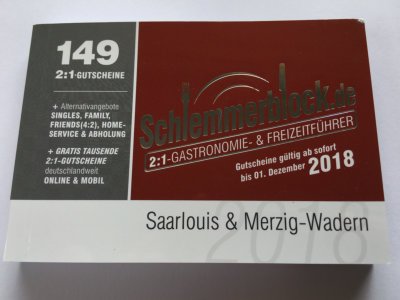 149
2:1-GUTSCHEINE
+ Alternativangebote
SINGLES, FAMILY,
FRIENDS(4:2), HOME-
SERVICE & ABHOLUNG
+ GRATIS TAUSENDE
2:1-GUTSCHEINE
deutschlandweit
ONLINE & MOBIL
Schlemmerblock.de
2:1-GASTRONOMIE- & FREIZEITFÜHRER
Gutscheine gültig ab sofort
bis 01. Dezember 2018
Saarlouis & Merzig-Wadern
2018